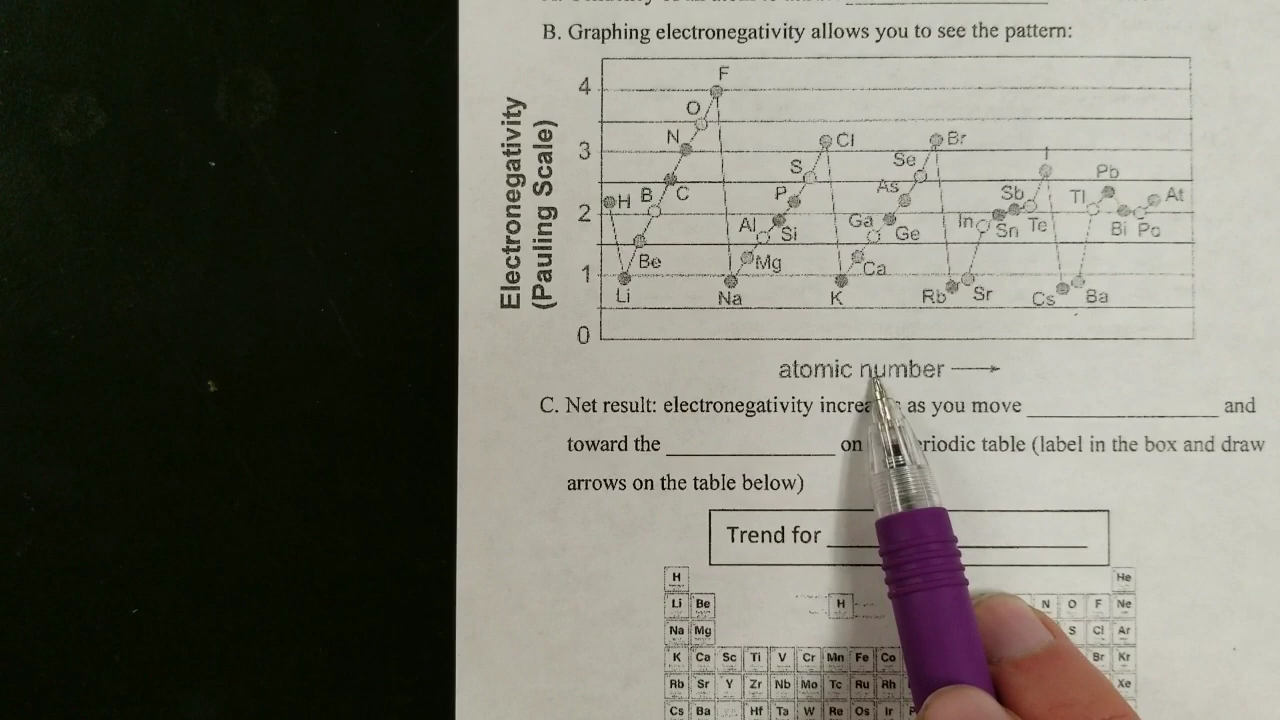 B. Graphing electronegativity allows you to see the pattern:
Electronegativity
(Pauling Scale)
4
3
2
1
0
H
Li
Be
B
C
N
O
F
Na
Mg
Al
Si
P
S
Cl
K
Ca
Ga
Ge
As
Se
Br
Rb
Sr
In
Sn
Sb
Te
I
Cs
Ba
Tl
Pb
Bi
Po
At
atomic number
C. Net result: electronegativity as you move and
toward the on periodic table (label in the box and draw
arrows on the table below)
Trend for
H He
Li Be H N O F Ne
Na Mg S Cl Ar
K Ca Sc Ti V Cr Mn Fe Co Br Kr
Rb Sr Y Zr Nb Mo Tc Ru Rh Xe
Cs Ba Hf Ta W Re Os Ir